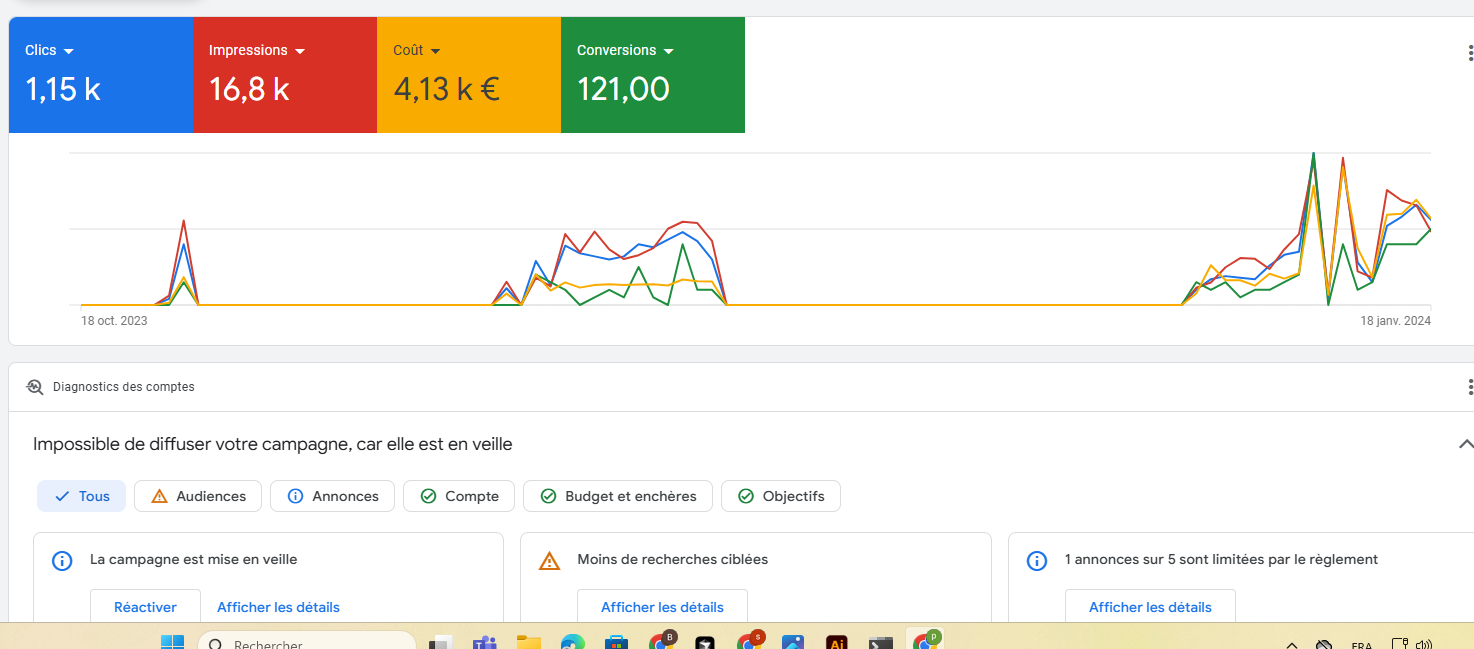 Clics
Impressions
Coût
Conversions
1,15 k
16,8 k
4,13 k €
121,00
18 oct. 2023
18 janv. 2024
Diagnostics des comptes
Impossible de diffuser votre campagne, car elle est en veille
Tous
Audiences
Annonces
Compte
Budget et enchères
Objectifs
La campagne est mise en veille
Moins de recherches ciblées
1 annonces sur 5 sont limitées par le règlement
Réactiver
Afficher les détails
Afficher les détails
Afficher les détails
Rechercher
B
s
Ai
p
FRA